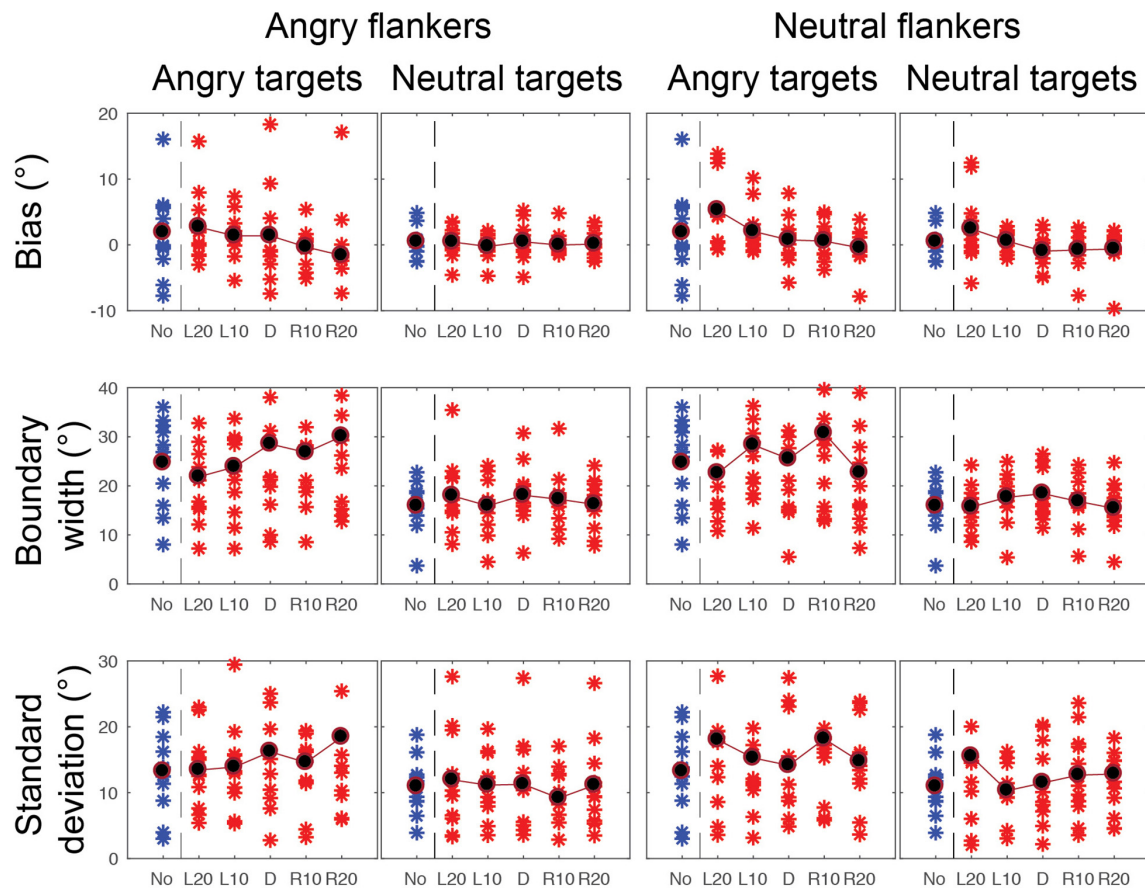 Angry flankers Neutral flankers
Angry targets Neutral targets Angry targets Neutral targets
Bias (°)
20
10
0
-10
No L20 L10 D R10 R20 No L20 L10 D R10 R20 No L20 L10 D R10 R20 No L20 L10 D R10 R20
Boundary
width (°)
40
30
20
10
0
No L20 L10 D R10 R20 No L20 L10 D R10 R20 No L20 L10 D R10 R20 No L20 L10 D R10 R20
Standard
deviation (°)
30
20
10
0
No L20 L10 D R10 R20 No L20 L10 D R10 R20 No L20 L10 D R10 R20 No L20 L10 D R10 R20